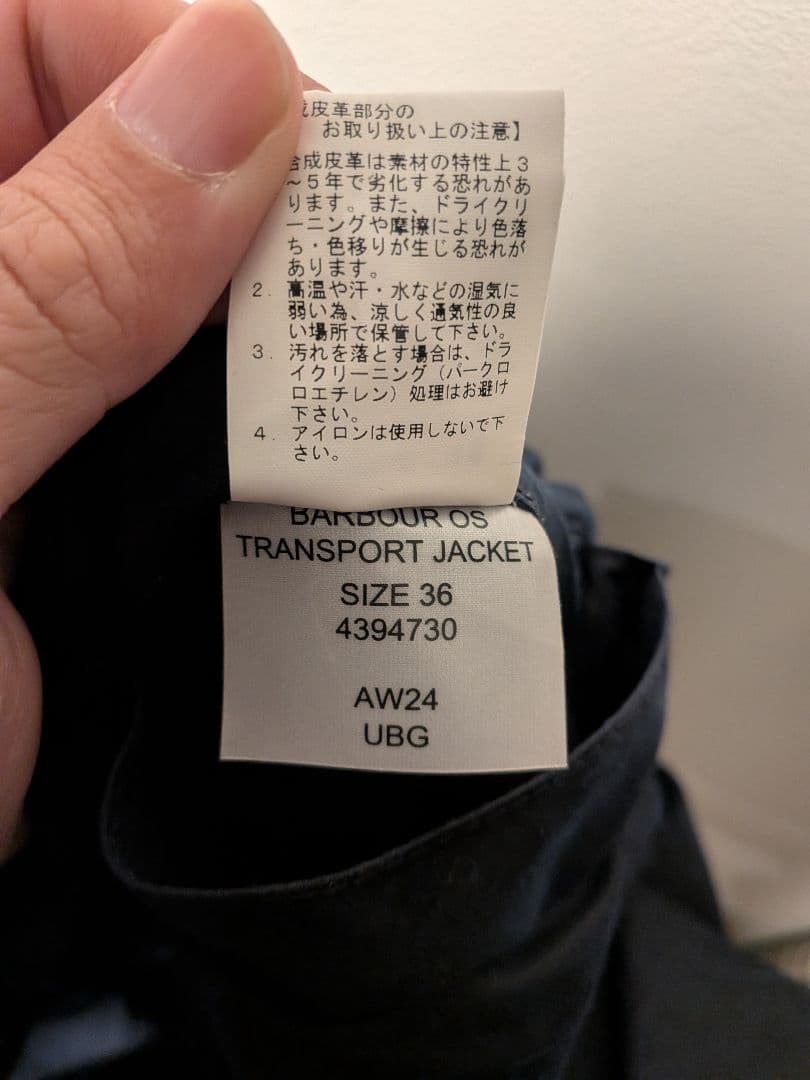 皮革部分の
お取り扱い上の注意】
合成皮革は素材の特性上3
～5年で劣化する恐れがあ
ります。また、ドライクリ
ーニングや摩擦により色落
ち・色移りが生じる恐れが
あります。
2. 高温や汗・水などの湿気に
弱い為、涼しく通気性の良
い場所で保管して下さい。
3. 汚れを落とす場合は、ドラ
イクリーニング（パークロ
ロエチレン）処理はお避け
下さい。
4. アイロンは使用しないで下
さい。
BARBOUR OS
TRANSPORT JACKET
SIZE 36
4394730
AW24
UBG